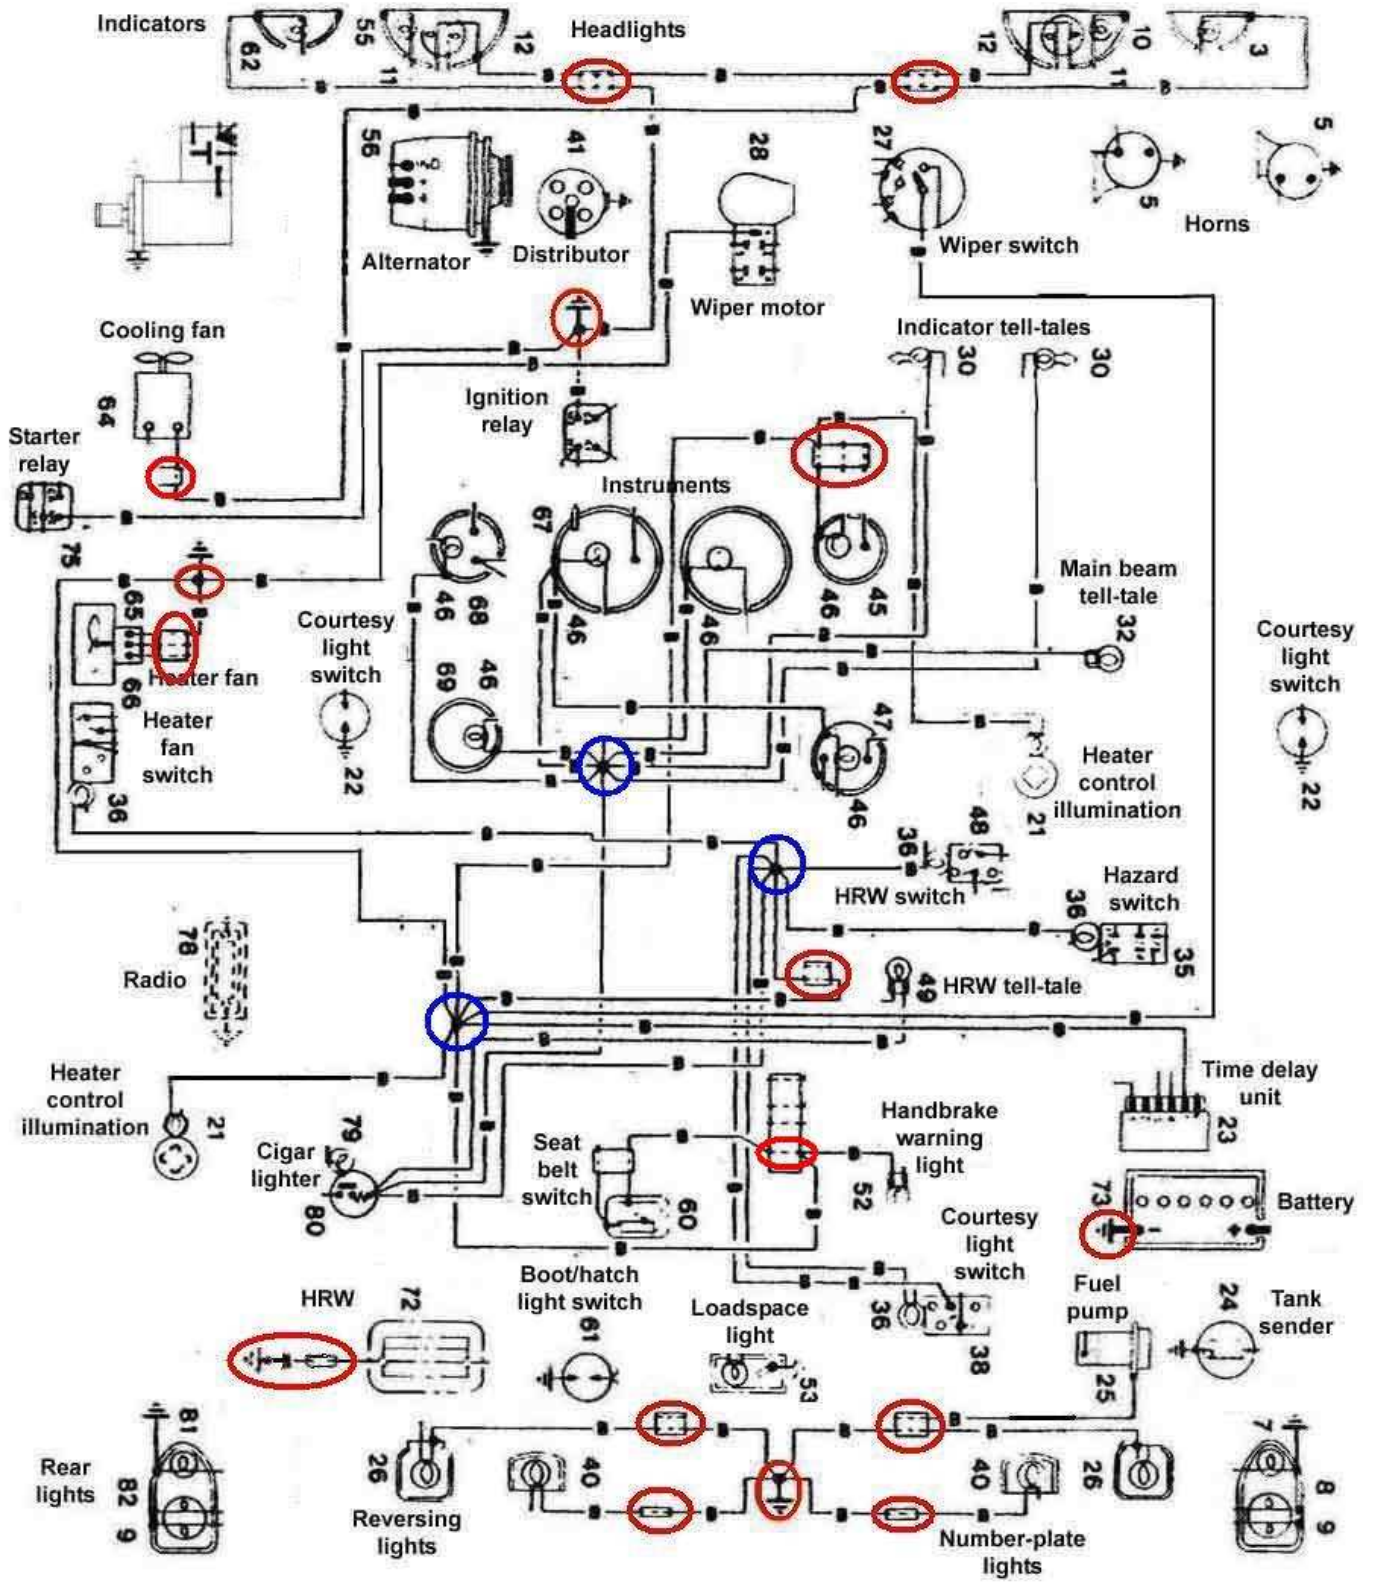 Indicators
62
55
11
12
Headlights
12
10
11
3
56
41
28
27
5
5
Horns
Alternator
Distributor
Wiper motor
Wiper switch
Cooling fan
64
Indicator tell-tales
30
30
Starter
relay
75
Ignition
relay
Instruments
67
46
68
46
46
46
45
Main beam
tell-tale
32
65
66
Heater fan
Courtesy
light
switch
22
69
46
47
46
Courtesy
light
switch
22
Heater
fan
switch
36
Heater
control
illumination
21
36
48
HRW switch
Hazard
switch
36
35
78
Radio
49
HRW tell-tale
Heater
control
illumination
21
79
Cigar
lighter
80
Seat
belt
switch
60
Handbrake
warning
light
52
Time delay
unit
23
73
Battery
Courtesy
light
switch
36
38
Boot/hatch
light switch
61
Loadspace
light
53
Fuel
pump
25
24
Tank
sender
HRW
72
81
Rear
lights
82
9
26
Reversing
lights
40
40
Number-plate
lights
26
7
8
9